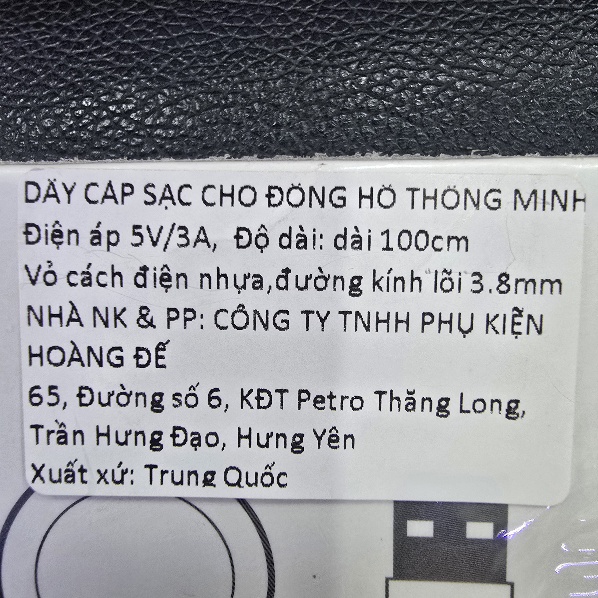 DÂY CÁP SẠC CHO ĐỒNG HỒ THÔNG MINH
Điện áp 5V/3A, Độ dài: dài 100cm
Vỏ cách điện nhựa,đường kính lõi 3.8mm
NHÀ NK & PP: CÔNG TY TNHH PHỤ KIỆN
HOÀNG ĐẾ
65, Đường số 6, KĐT Petro Thăng Long,
Trần Hưng Đạo, Hưng Yên
Xuất xứ: Trung Quốc